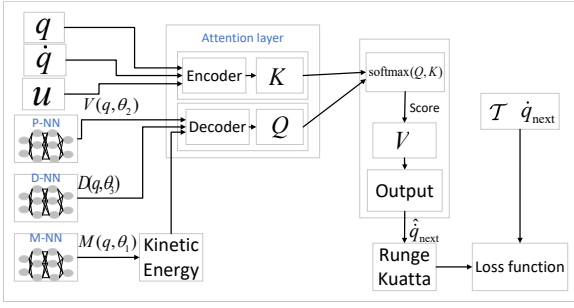 q
q̇
u
Attention layer
Encoder
K
softmax(Q, K)
V(q,θ₂)
P-NN
Decoder
Q
Score
V
𝒯 q̇next
D-NN
D(q,θ₃)
Output
M-NN
M(q,θ₁)
Kinetic
Energy
q̇̂next
Runge
Kuatta
Loss function